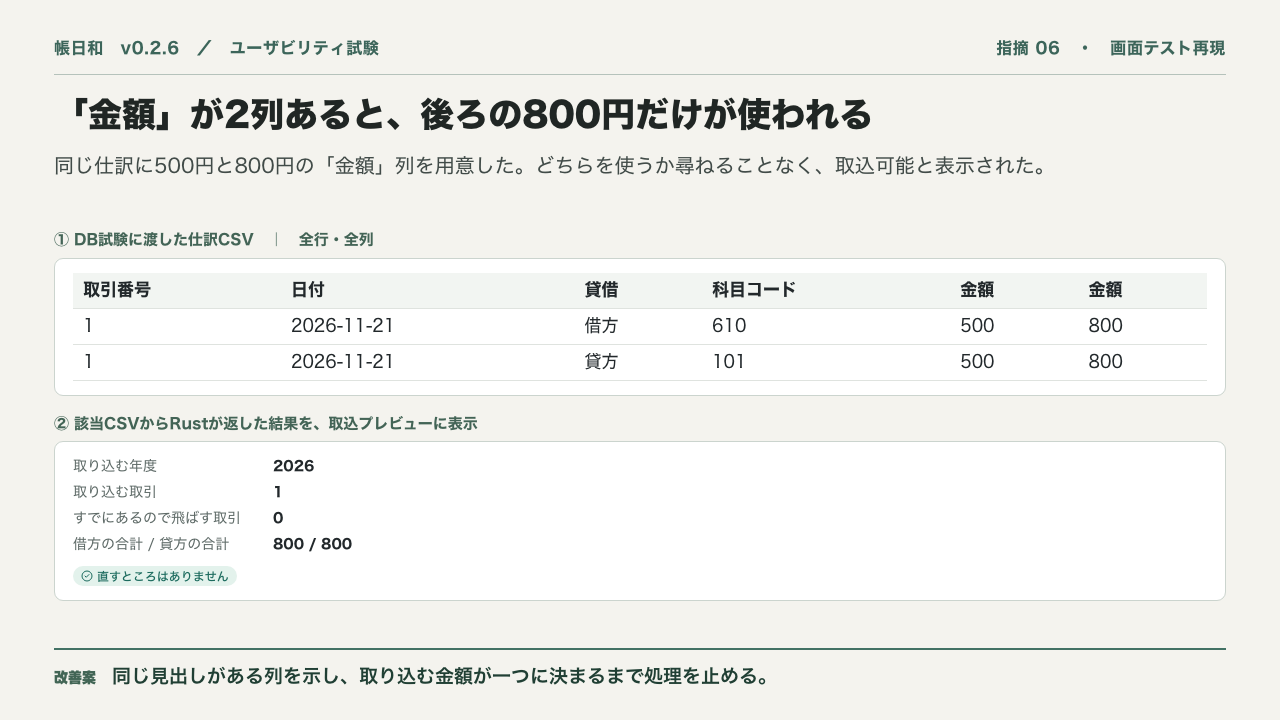 帳日和 v0.2.6 ／ ユーザビリティ試験
指摘 06 ・ 画面テスト再現
「金額」が2列あると、後ろの800円だけが使われる
同じ仕訳に500円と800円の「金額」列を用意した。どちらを使うか尋ねることなく、取込可能と表示された。
① DB試験に渡した仕訳CSV ｜ 全行・全列
取引番号 日付 貸借 科目コード 金額 金額
1 2026-11-21 借方 610 500 800
1 2026-11-21 貸方 101 500 800
② 該当CSVからRustが返した結果を、取込プレビューに表示
取り込む年度 2026
取り込む取引 1
すでにあるので飛ばす取引 0
借方の合計 / 貸方の合計 800 / 800
直すところはありません
改善案 同じ見出しがある列を示し、取り込む金額が一つに決まるまで処理を止める。